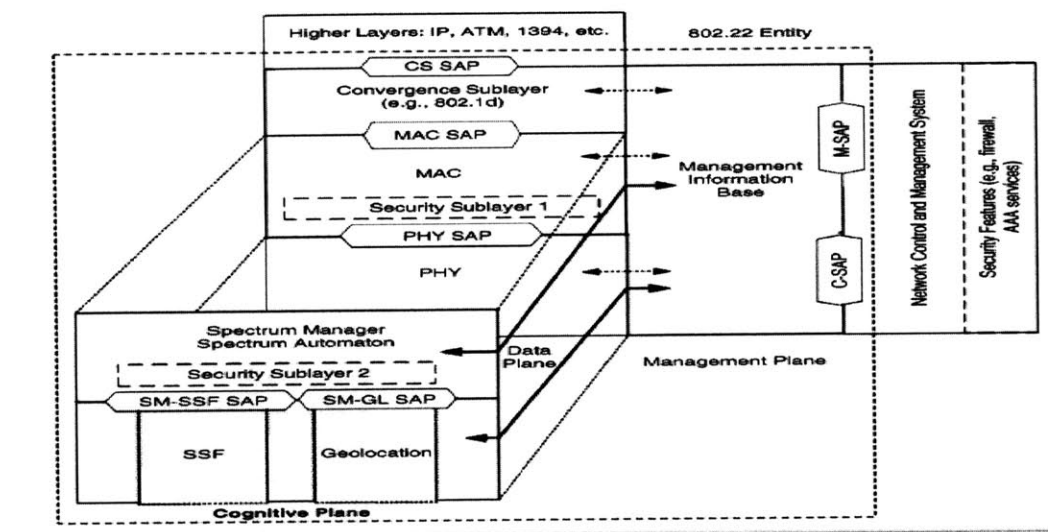 Higher Layers: IP, ATM, 1394, etc.
802.22 Entity
CS SAP
Convergence Sublayer
(e.g., 802.1d)
MAC SAP
MAC
Security Sublayer 1
PHY SAP
PHY
Management
Information
Base
M-SAP
C-SAP
Network Control and Management System
Security Features (e.g., firewall,
AAA services)
Spectrum Manager
Spectrum Automaton
Security Sublayer 2
SM-SSF SAP
SM-GL SAP
SSF
Geolocation
Data
Plane
Management Plane
Cognitive Plane